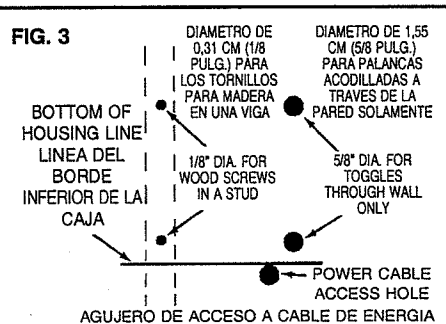 FIG. 3
DIAMETRO DE
0,31 CM (1/8
PULG.) PARA
LOS TORNILLOS
PARA MADERA
EN UNA VIGA
DIAMETRO DE 1,55
CM (5/8 PULG.)
PARA PALANCAS
ACODILLADAS A
TRAVES DE LA
PARED SOLAMENTE
BOTTOM OF
HOUSING LINE
LINEA DEL
BORDE
INFERIOR DE LA
CAJA
1/8" DIA. FOR
WOOD SCREWS
IN A STUD
5/8" DIA. FOR
TOGGLES
THROUGH WALL
ONLY
POWER CABLE
ACCESS HOLE
AGUJERO DE ACCESO A CABLE DE ENERGIA